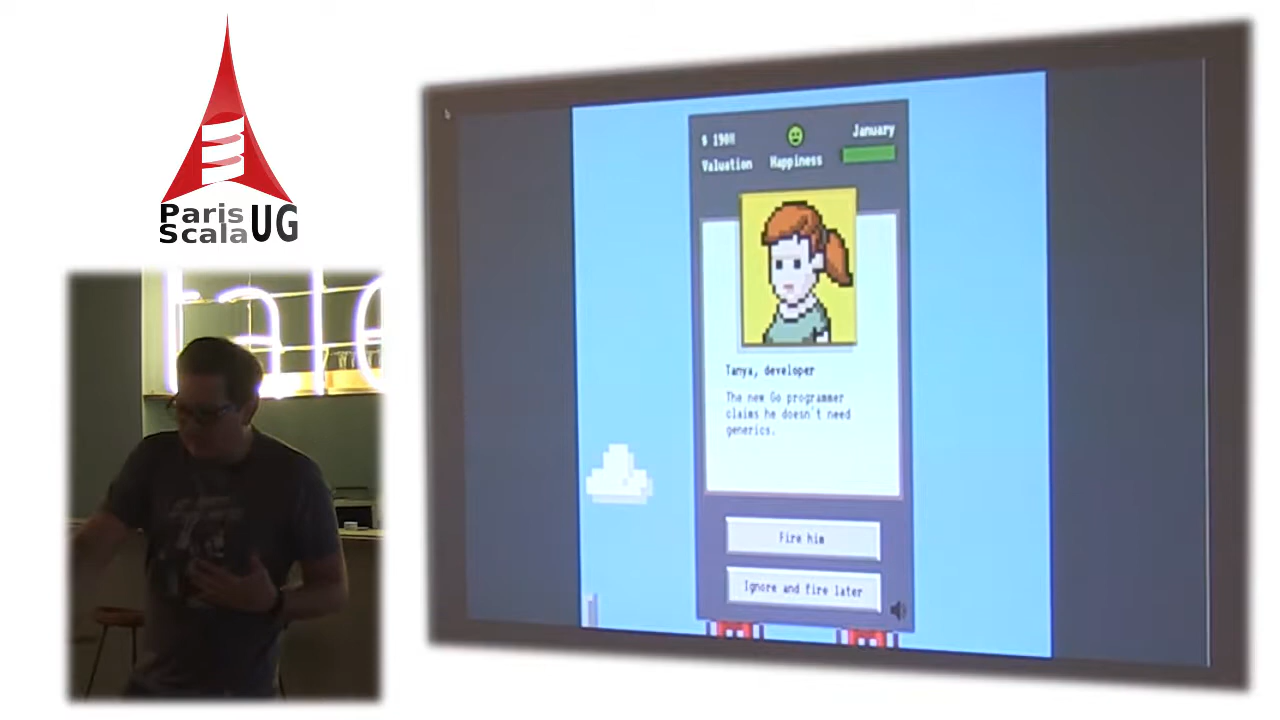 Paris
Scala UG
tale
$ 190M
January
Valuation
Happiness
Tanya, developer
The new Go programmer
claims he doesn't need
generics.
Fire him
Ignore and fire later